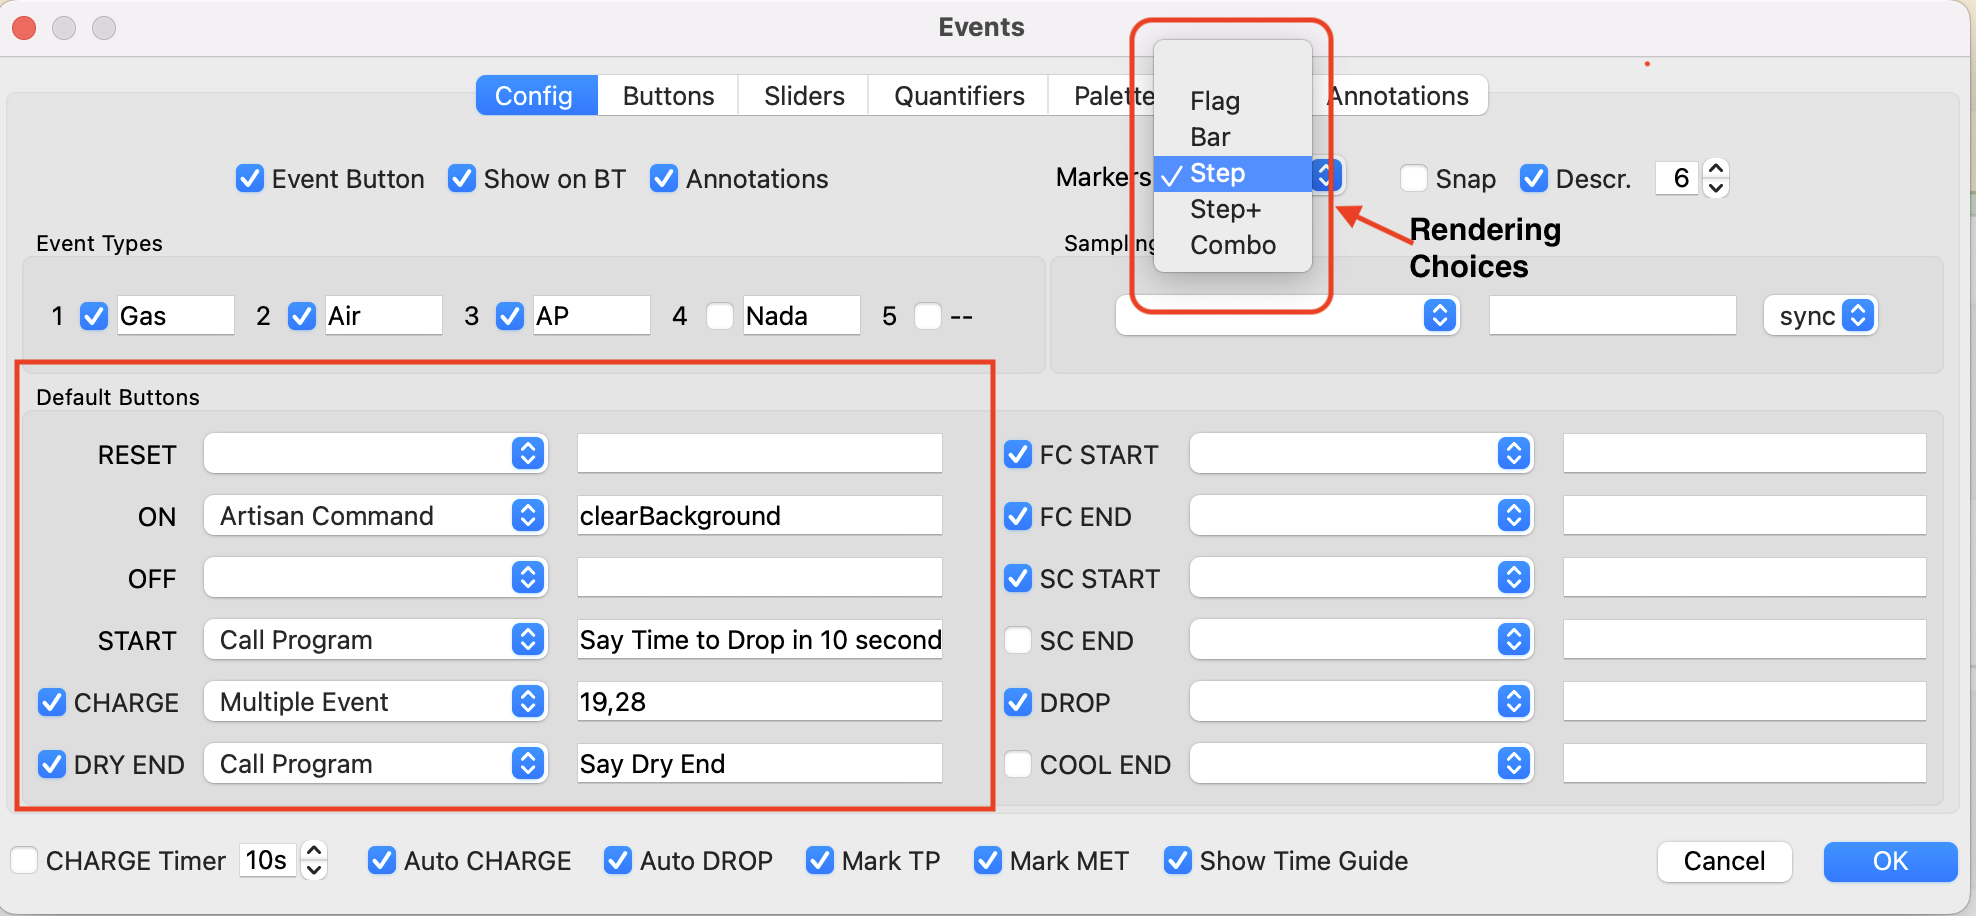 Events
Config Buttons Sliders Quantifiers Palette Annotations
Flag
Bar
Step
Step+
Combo
Event Button Show on BT Annotations Markers Snap Descr. 6
Rendering
Choices
Event Types
1 Gas 2 Air 3 AP 4 Nada 5 --
Sampling
sync
Default Buttons
RESET
ON Artisan Command clearBackground
OFF
START Call Program Say Time to Drop in 10 second
CHARGE Multiple Event 19,28
DRY END Call Program Say Dry End
FC START
FC END
SC START
SC END
DROP
COOL END
CHARGE Timer 10s Auto CHARGE Auto DROP Mark TP Mark MET Show Time Guide Cancel OK